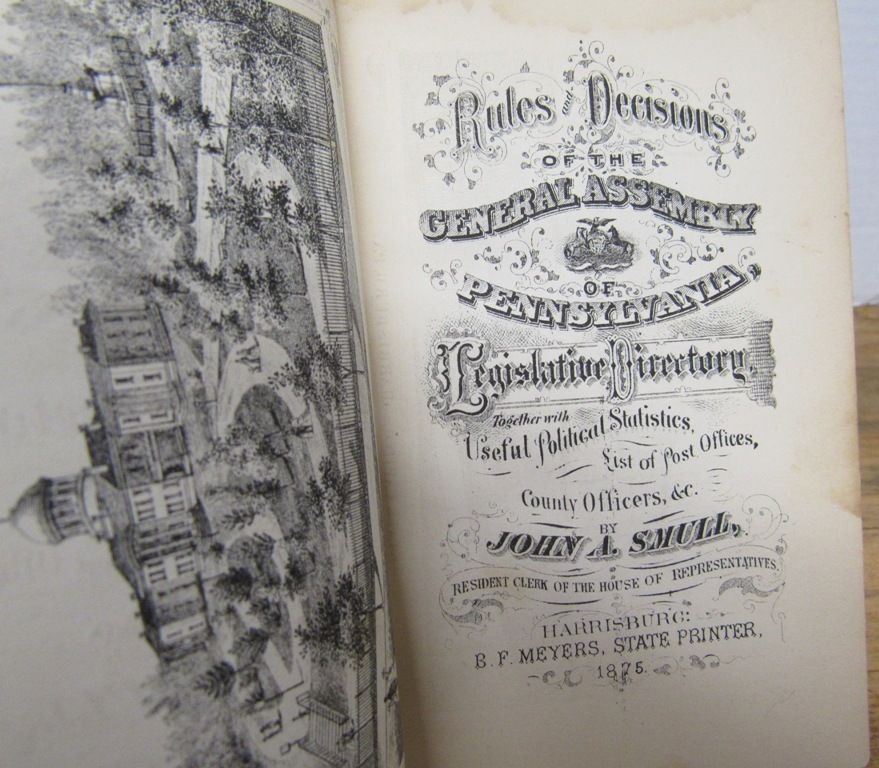 Rules and Decisions
OF THE
GENERAL ASSEMBLY
OF
PENNSYLVANIA,
Legislative Directory,
Together with
Useful Political Statistics,
List of Post Offices,
County Officers, &c.
BY
JOHN A. SMULL,
RESIDENT CLERK OF THE HOUSE OF REPRESENTATIVES.
HARRISBURG:
B. F. MEYERS, STATE PRINTER,
1875.